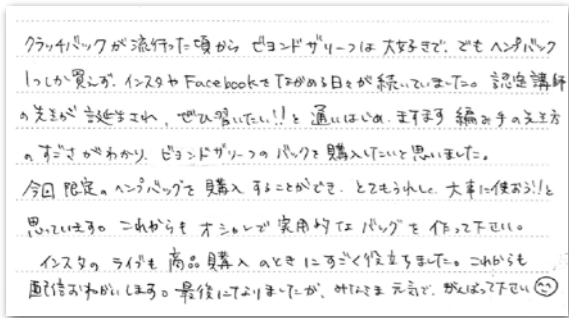 クラッチバックが流行った頃からビヨンドザリーフは大好きで、でもヘンプバック
1つしか買えず、インスタやFacebookをながめる日々が続いていました。認定講師
の先生が誕生され、ぜひ習いたい!!と通いはじめ、ますます編み手の先生方
のすごさがわかり、ビヨンドザリーフのバックを購入したいと思いました。
今回限定のヘンプバッグを購入することができ、とてもうれしく、大事に使おう!!と
思っています。これからもオシャレで実用的なバッグを作って下さい。
インスタのライブも商品購入のときにすごく役立ちました。これからも
配信おねがいします。最後になりましたが、みなさま元気で、がんばって下さい